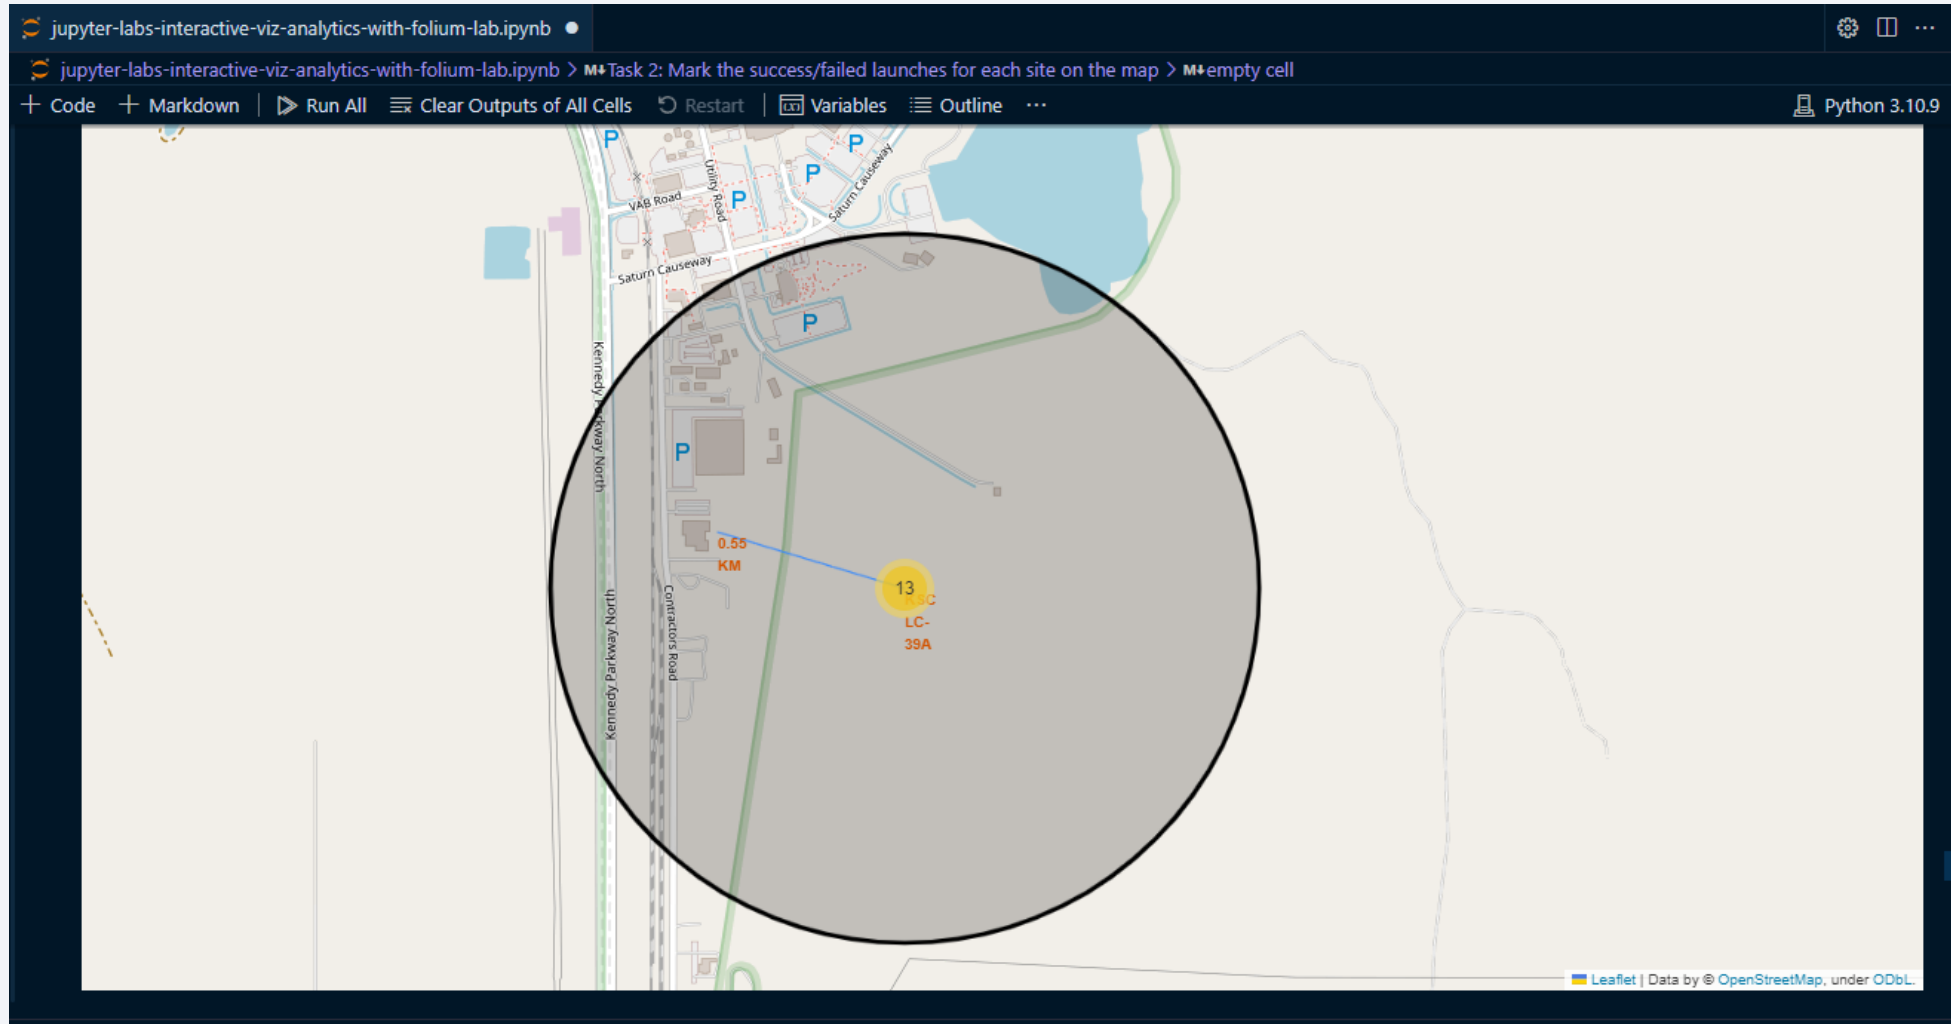 jupyter-labs-interactive-viz-analytics-with-folium-lab.ipynb
jupyter-labs-interactive-viz-analytics-with-folium-lab.ipynb > M↓Task 2: Mark the success/failed launches for each site on the map > M↓empty cell
+ Code + Markdown | Run All Clear Outputs of All Cells Restart | Variables Outline ... Python 3.10.9
P
P
P
P
Utility Road
VAB Road
Saturn Causeway
Saturn Causeway
P
Kennedy Parkway North
P
0.55
KM
13
KSC
LC-
39A
Kennedy Parkway North
Contractors Road
Leaflet | Data by © OpenStreetMap, under ODbL.